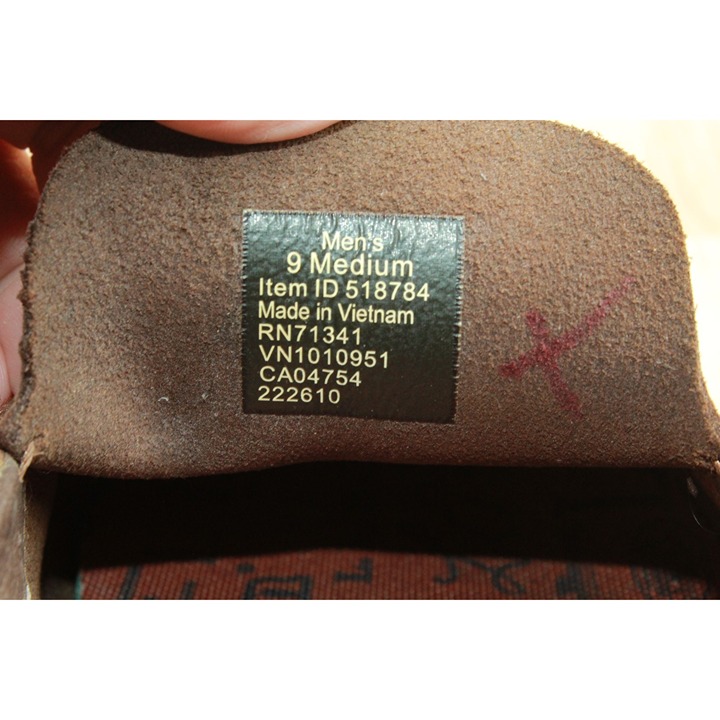 Men's
9 Medium
Item ID 518784
Made in Vietnam
RN71341
VN1010951
CA04754
222610